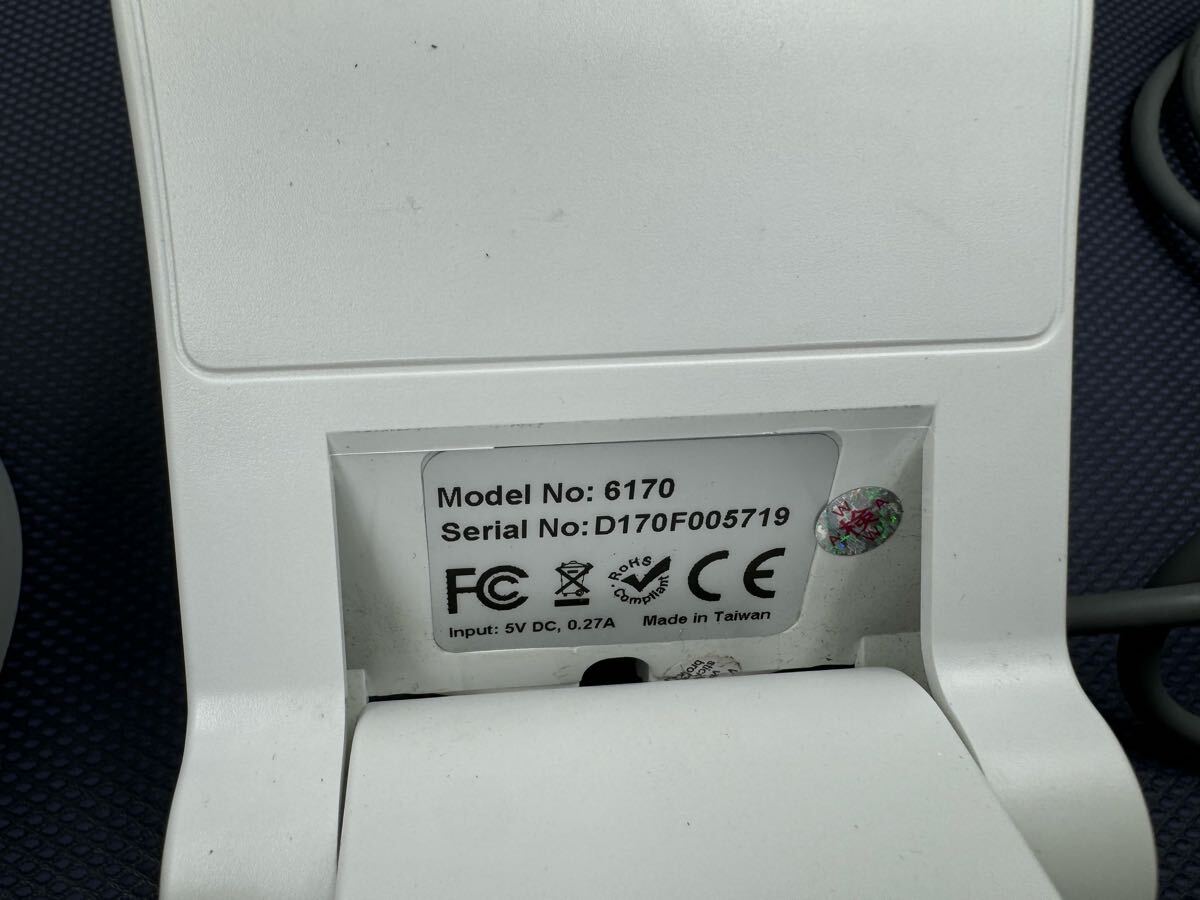 Model No: 6170
Serial No: D170F005719
FC
RoHS
Compliant
CE
Input: 5V DC, 0.27A
Made in Taiwan